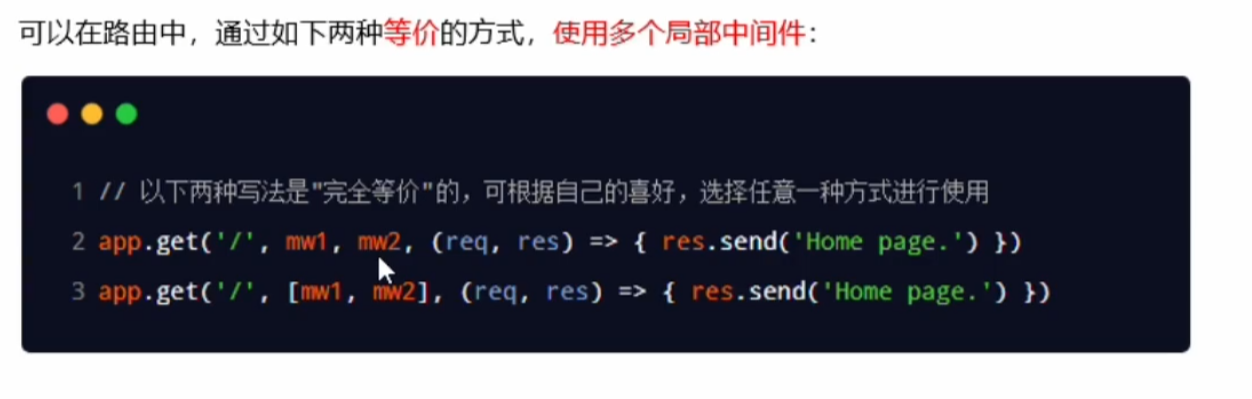 可以在路由中，通过如下两种等价的方式，使用多个局部中间件：
1 // 以下两种写法是"完全等价"的，可根据自己的喜好，选择任意一种方式进行使用
2 app.get('/', mw1, mw2, (req, res) => { res.send('Home page.') })
3 app.get('/', [mw1, mw2], (req, res) => { res.send('Home page.') })